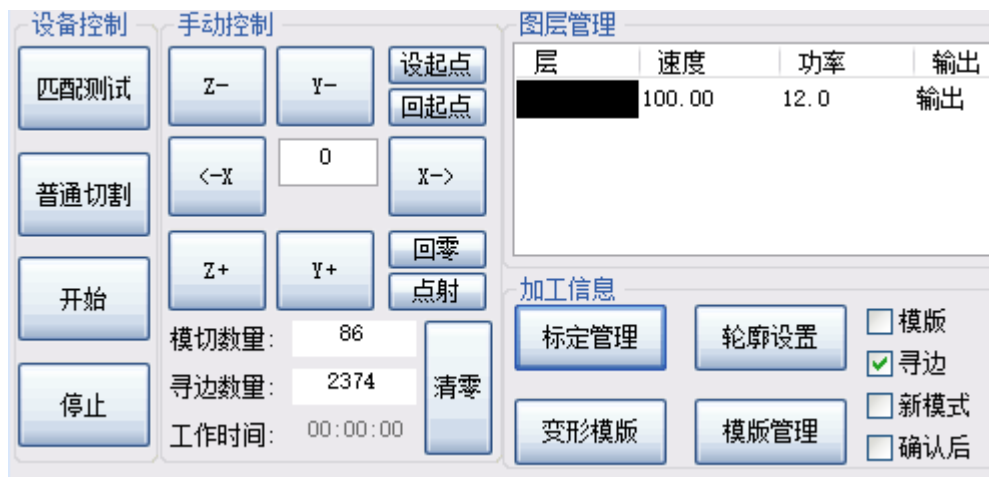 设备控制
匹配测试
普通切割
开始
停止
手动控制
Z-
Y-
设起点
回起点
<-X
0
X->
Z+
Y+
回零
点射
模切数量: 86
寻边数量: 2374
工作时间: 00:00:00
清零
图层管理
层 速度 功率 输出
100.00 12.0 输出
加工信息
标定管理
轮廓设置
变形模版
模版管理
模版
寻边
新模式
确认后